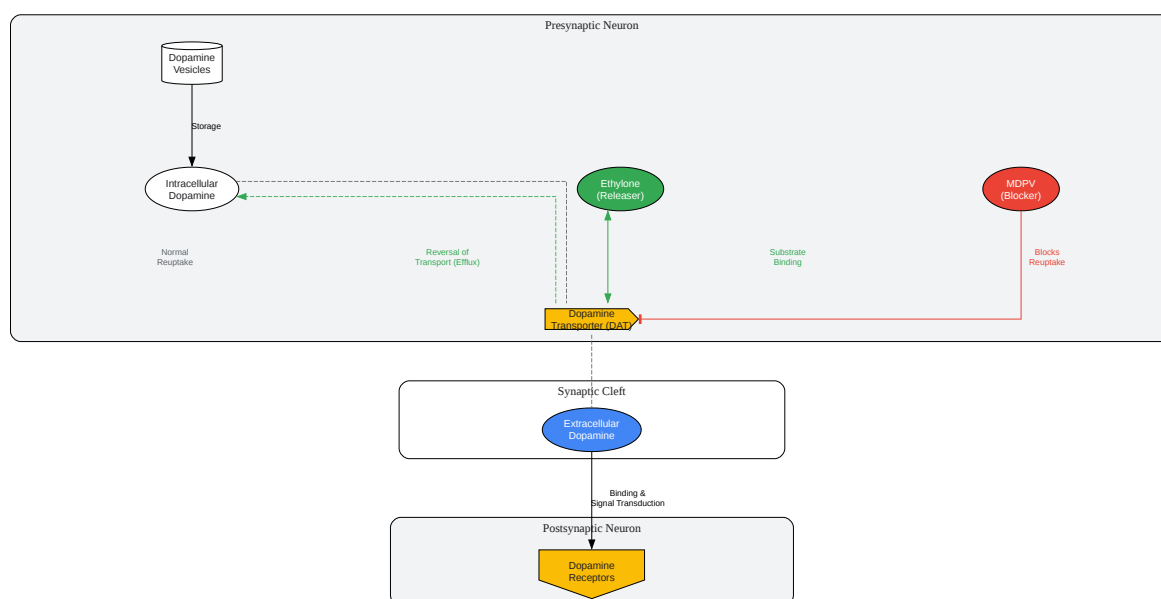 Presynaptic Neuron
Dopamine
Vesicles
Storage
Intracellular
Dopamine
Ethylone
(Releaser)
MDPV
(Blocker)
Normal
Reuptake
Reversal of
Transport (Efflux)
Substrate
Binding
Blocks
Reuptake
Dopamine
Transporter (DAT)
Synaptic Cleft
Extracellular
Dopamine
Binding &
Signal Transduction
Postsynaptic Neuron
Dopamine
Receptors